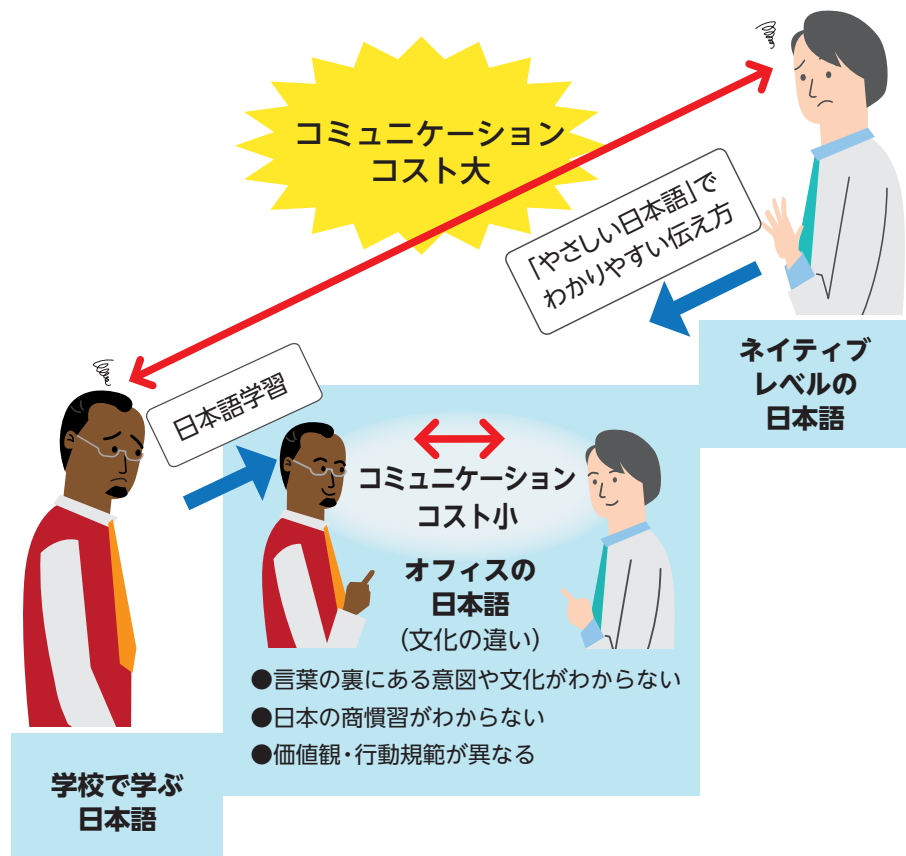 コミュニケーション
コスト大
「やさしい日本語」で
わかりやすい伝え方
ネイティブ
レベルの
日本語
日本語学習
コミュニケーション
コスト小
オフィスの
日本語
（文化の違い）
●言葉の裏にある意図や文化がわからない
●日本の商慣習がわからない
●価値観・行動規範が異なる
学校で学ぶ
日本語